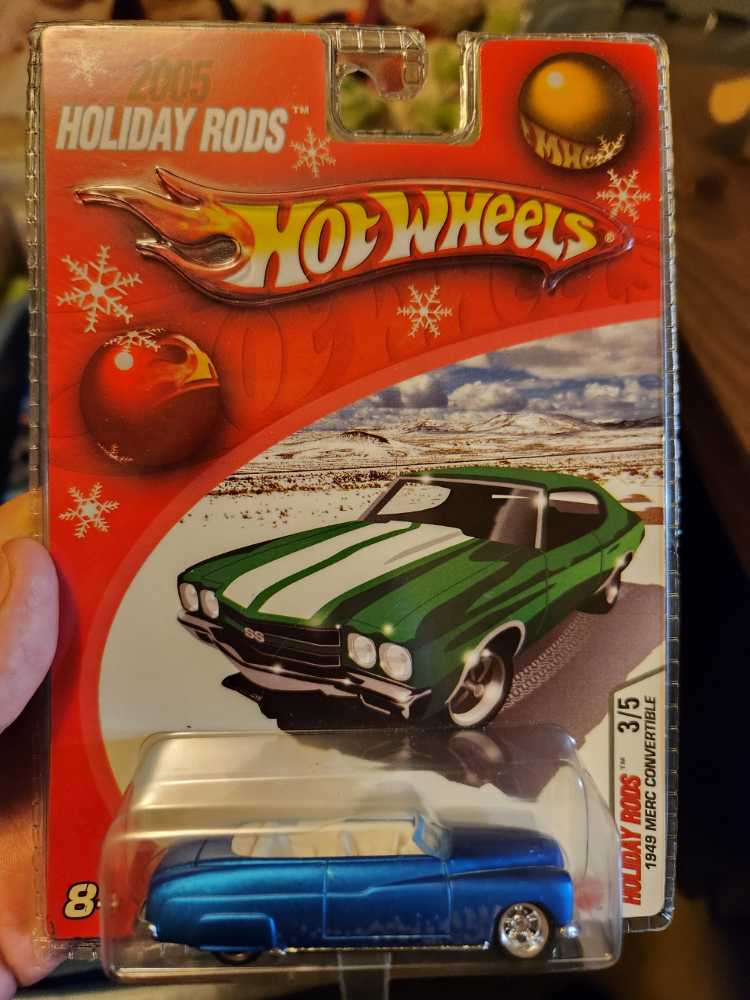 2005
HOLIDAY RODS™
HOT WHEELS®
SS
HOLIDAY RODS™ 3/5
1949 MERC CONVERTIBLE